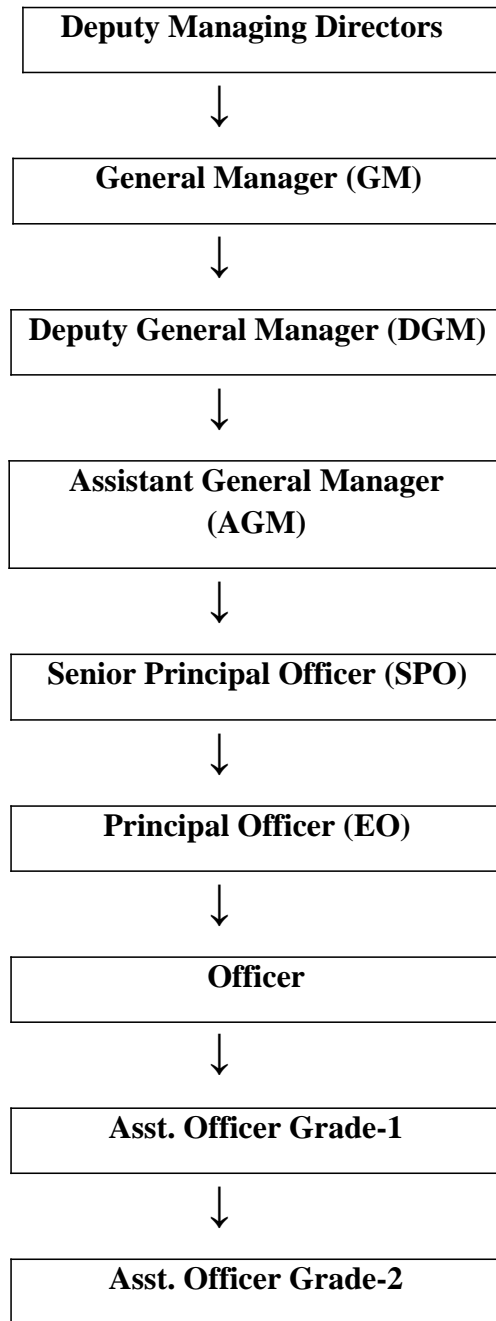 Deputy Managing Directors
↓
General Manager (GM)
↓
Deputy General Manager (DGM)
↓
Assistant General Manager
(AGM)
↓
Senior Principal Officer (SPO)
↓
Principal Officer (EO)
↓
Officer
↓
Asst. Officer Grade-1
↓
Asst. Officer Grade-2